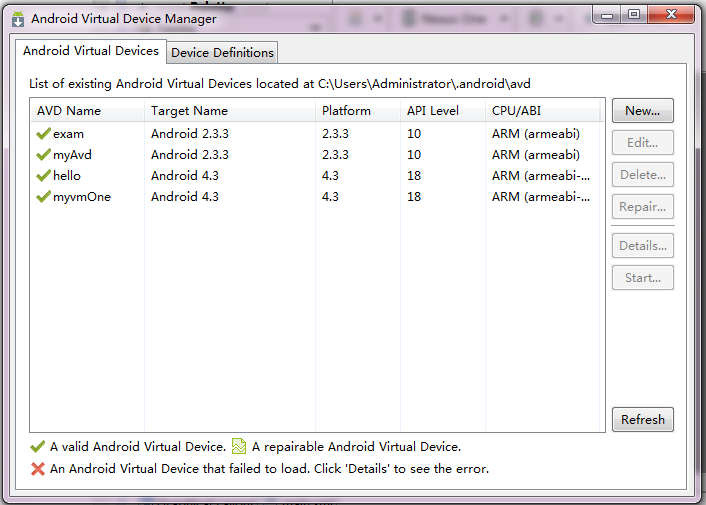 Android Virtual Device Manager
Android Virtual Devices
Device Definitions
List of existing Android Virtual Devices located at C:\Users\Administrator\.android\avd
AVD Name Target Name Platform API Level CPU/ABI
exam Android 2.3.3 2.3.3 10 ARM (armeabi)
myAvd Android 2.3.3 2.3.3 10 ARM (armeabi)
hello Android 4.3 4.3 18 ARM (armeabi-...
myvmOne Android 4.3 4.3 18 ARM (armeabi-...
New...
Edit...
Delete...
Repair...
Details...
Start...
Refresh
A valid Android Virtual Device. A repairable Android Virtual Device.
An Android Virtual Device that failed to load. Click 'Details' to see the error.